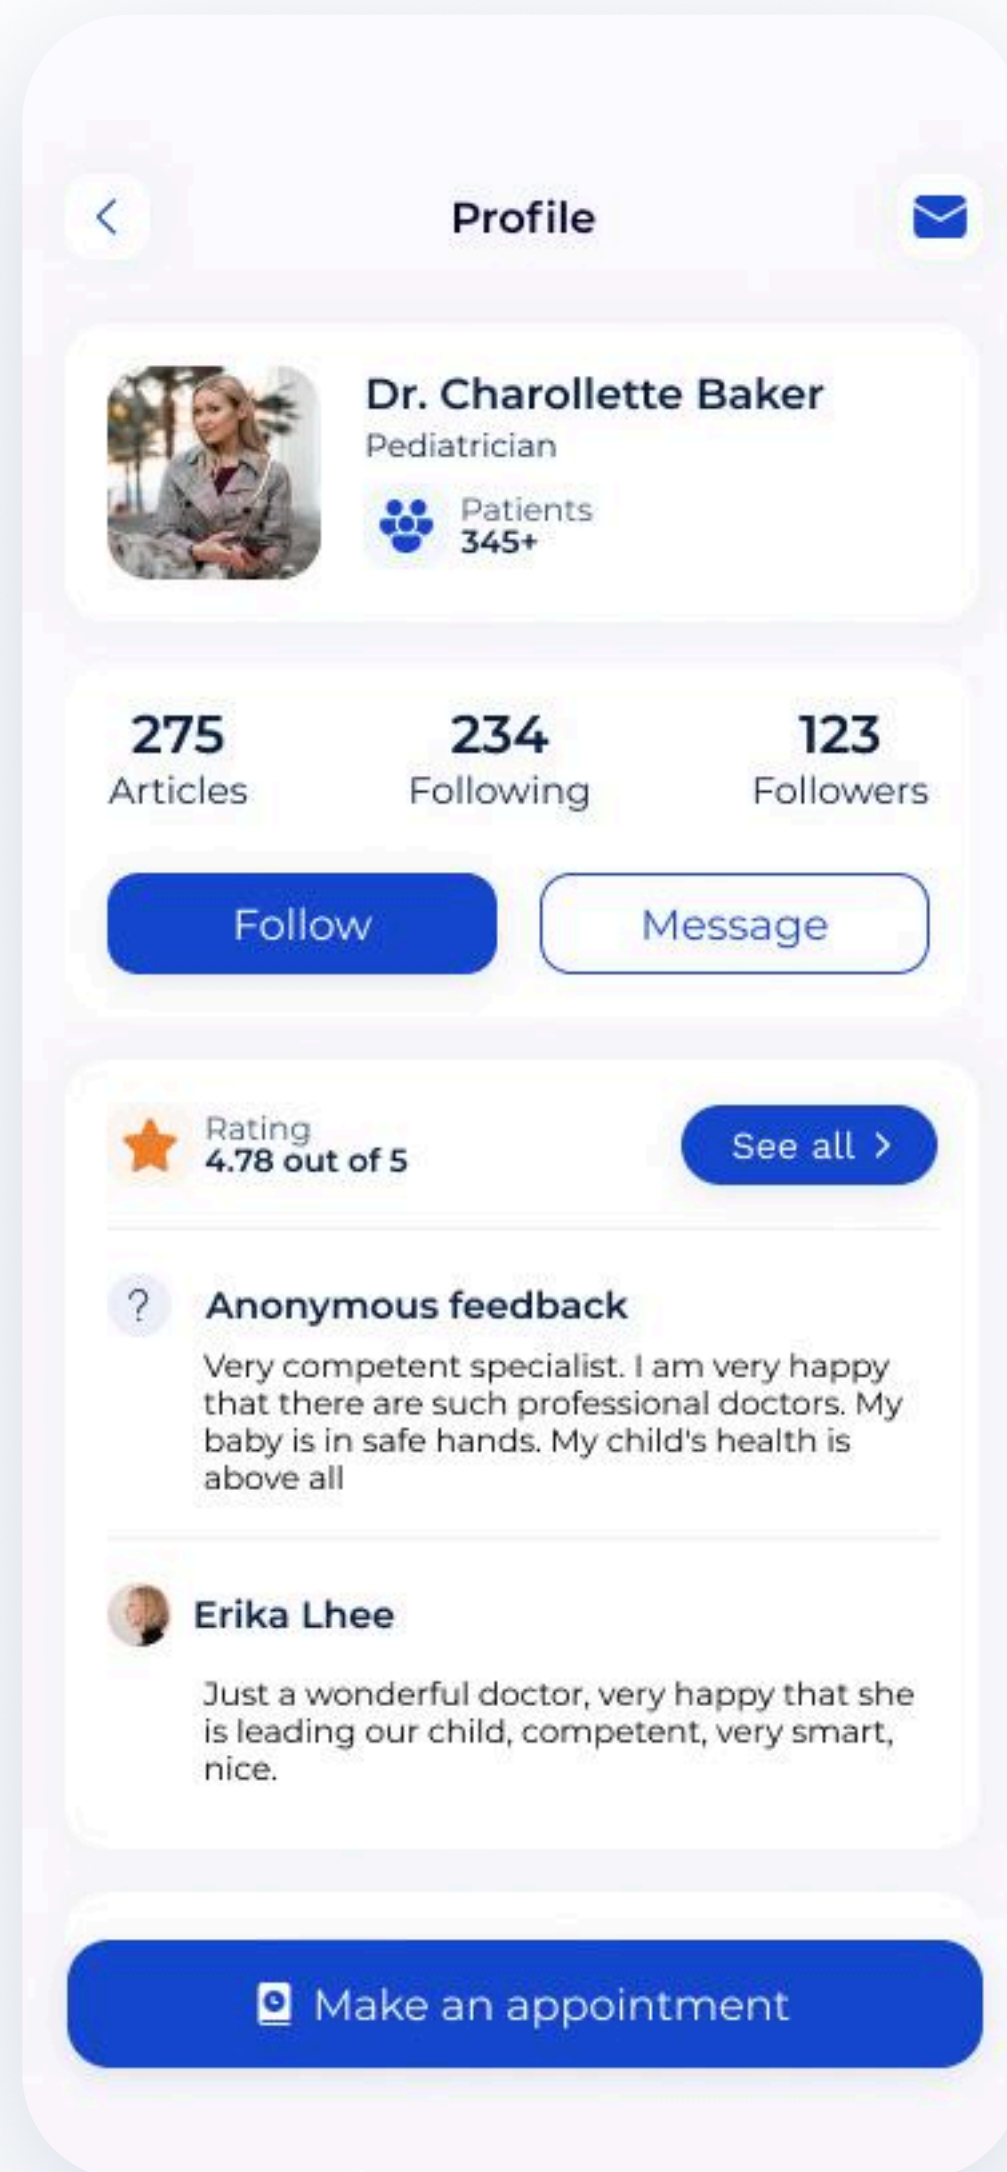 Profile
Dr. Charollette Baker
Pediatrician
Patients
345+
275
Articles
234
Following
123
Followers
Follow
Message
Rating
4.78 out of 5
See all >
?
Anonymous feedback
Very competent specialist. I am very happy
that there are such professional doctors. My
baby is in safe hands. My child's health is
above all
Erika Lhee
Just a wonderful doctor, very happy that she
is leading our child, competent, very smart,
nice.
Make an appointment